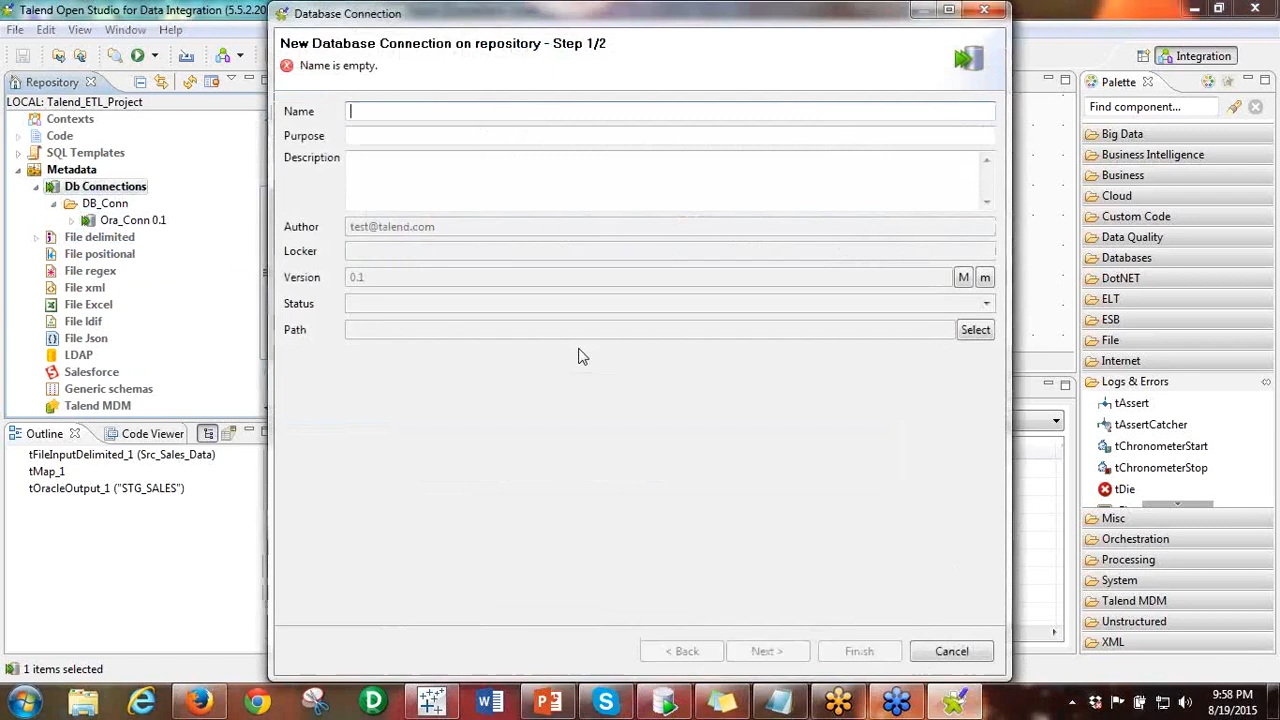 Talend Open Studio for Data Integration (5.5.2.20
Database Connection
File Edit View Window Help
New Database Connection on repository - Step 1/2
Name is empty.
Integration
Repository
LOCAL: Talend_ETL_Project
Contexts
Code
SQL Templates
Metadata
Db Connections
DB_Conn
Ora_Conn 0.1
File delimited
File positional
File regex
File xml
File Excel
File ldif
File Json
LDAP
Salesforce
Generic schemas
Talend MDM
Outline
Code Viewer
tFileInputDelimited_1 (Src_Sales_Data)
tMap_1
tOracleOutput_1 ("STG_SALES")
1 items selected
Name
Purpose
Description
Author test@talend.com
Locker
Version 0.1 M m
Status
Path Select
< Back Next > Finish Cancel
Palette
Find component...
Big Data
Business Intelligence
Business
Cloud
Custom Code
Data Quality
Databases
DotNET
ELT
ESB
File
Internet
Logs & Errors
tAssert
tAssertCatcher
tChronometerStart
tChronometerStop
tDie
Misc
Orchestration
Processing
System
Talend MDM
Unstructured
XML
9:58 PM
8/19/2015